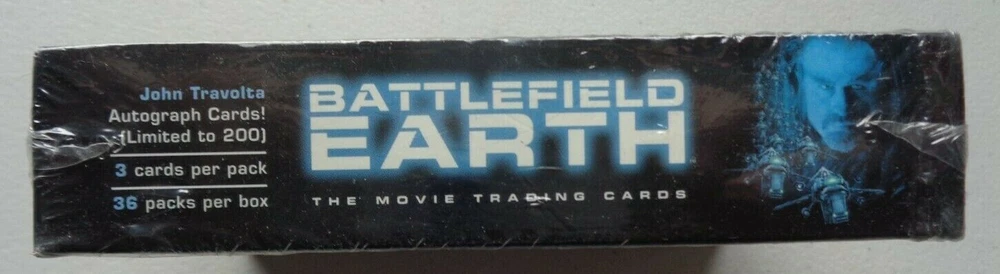 John Travolta
Autograph Cards!
(Limited to 200)
3 cards per pack
36 packs per box
BATTLEFIELD
EARTH
THE MOVIE TRADING CARDS